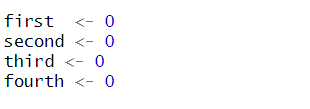 first  <- 0
second <- 0
third <- 0
fourth <- 0